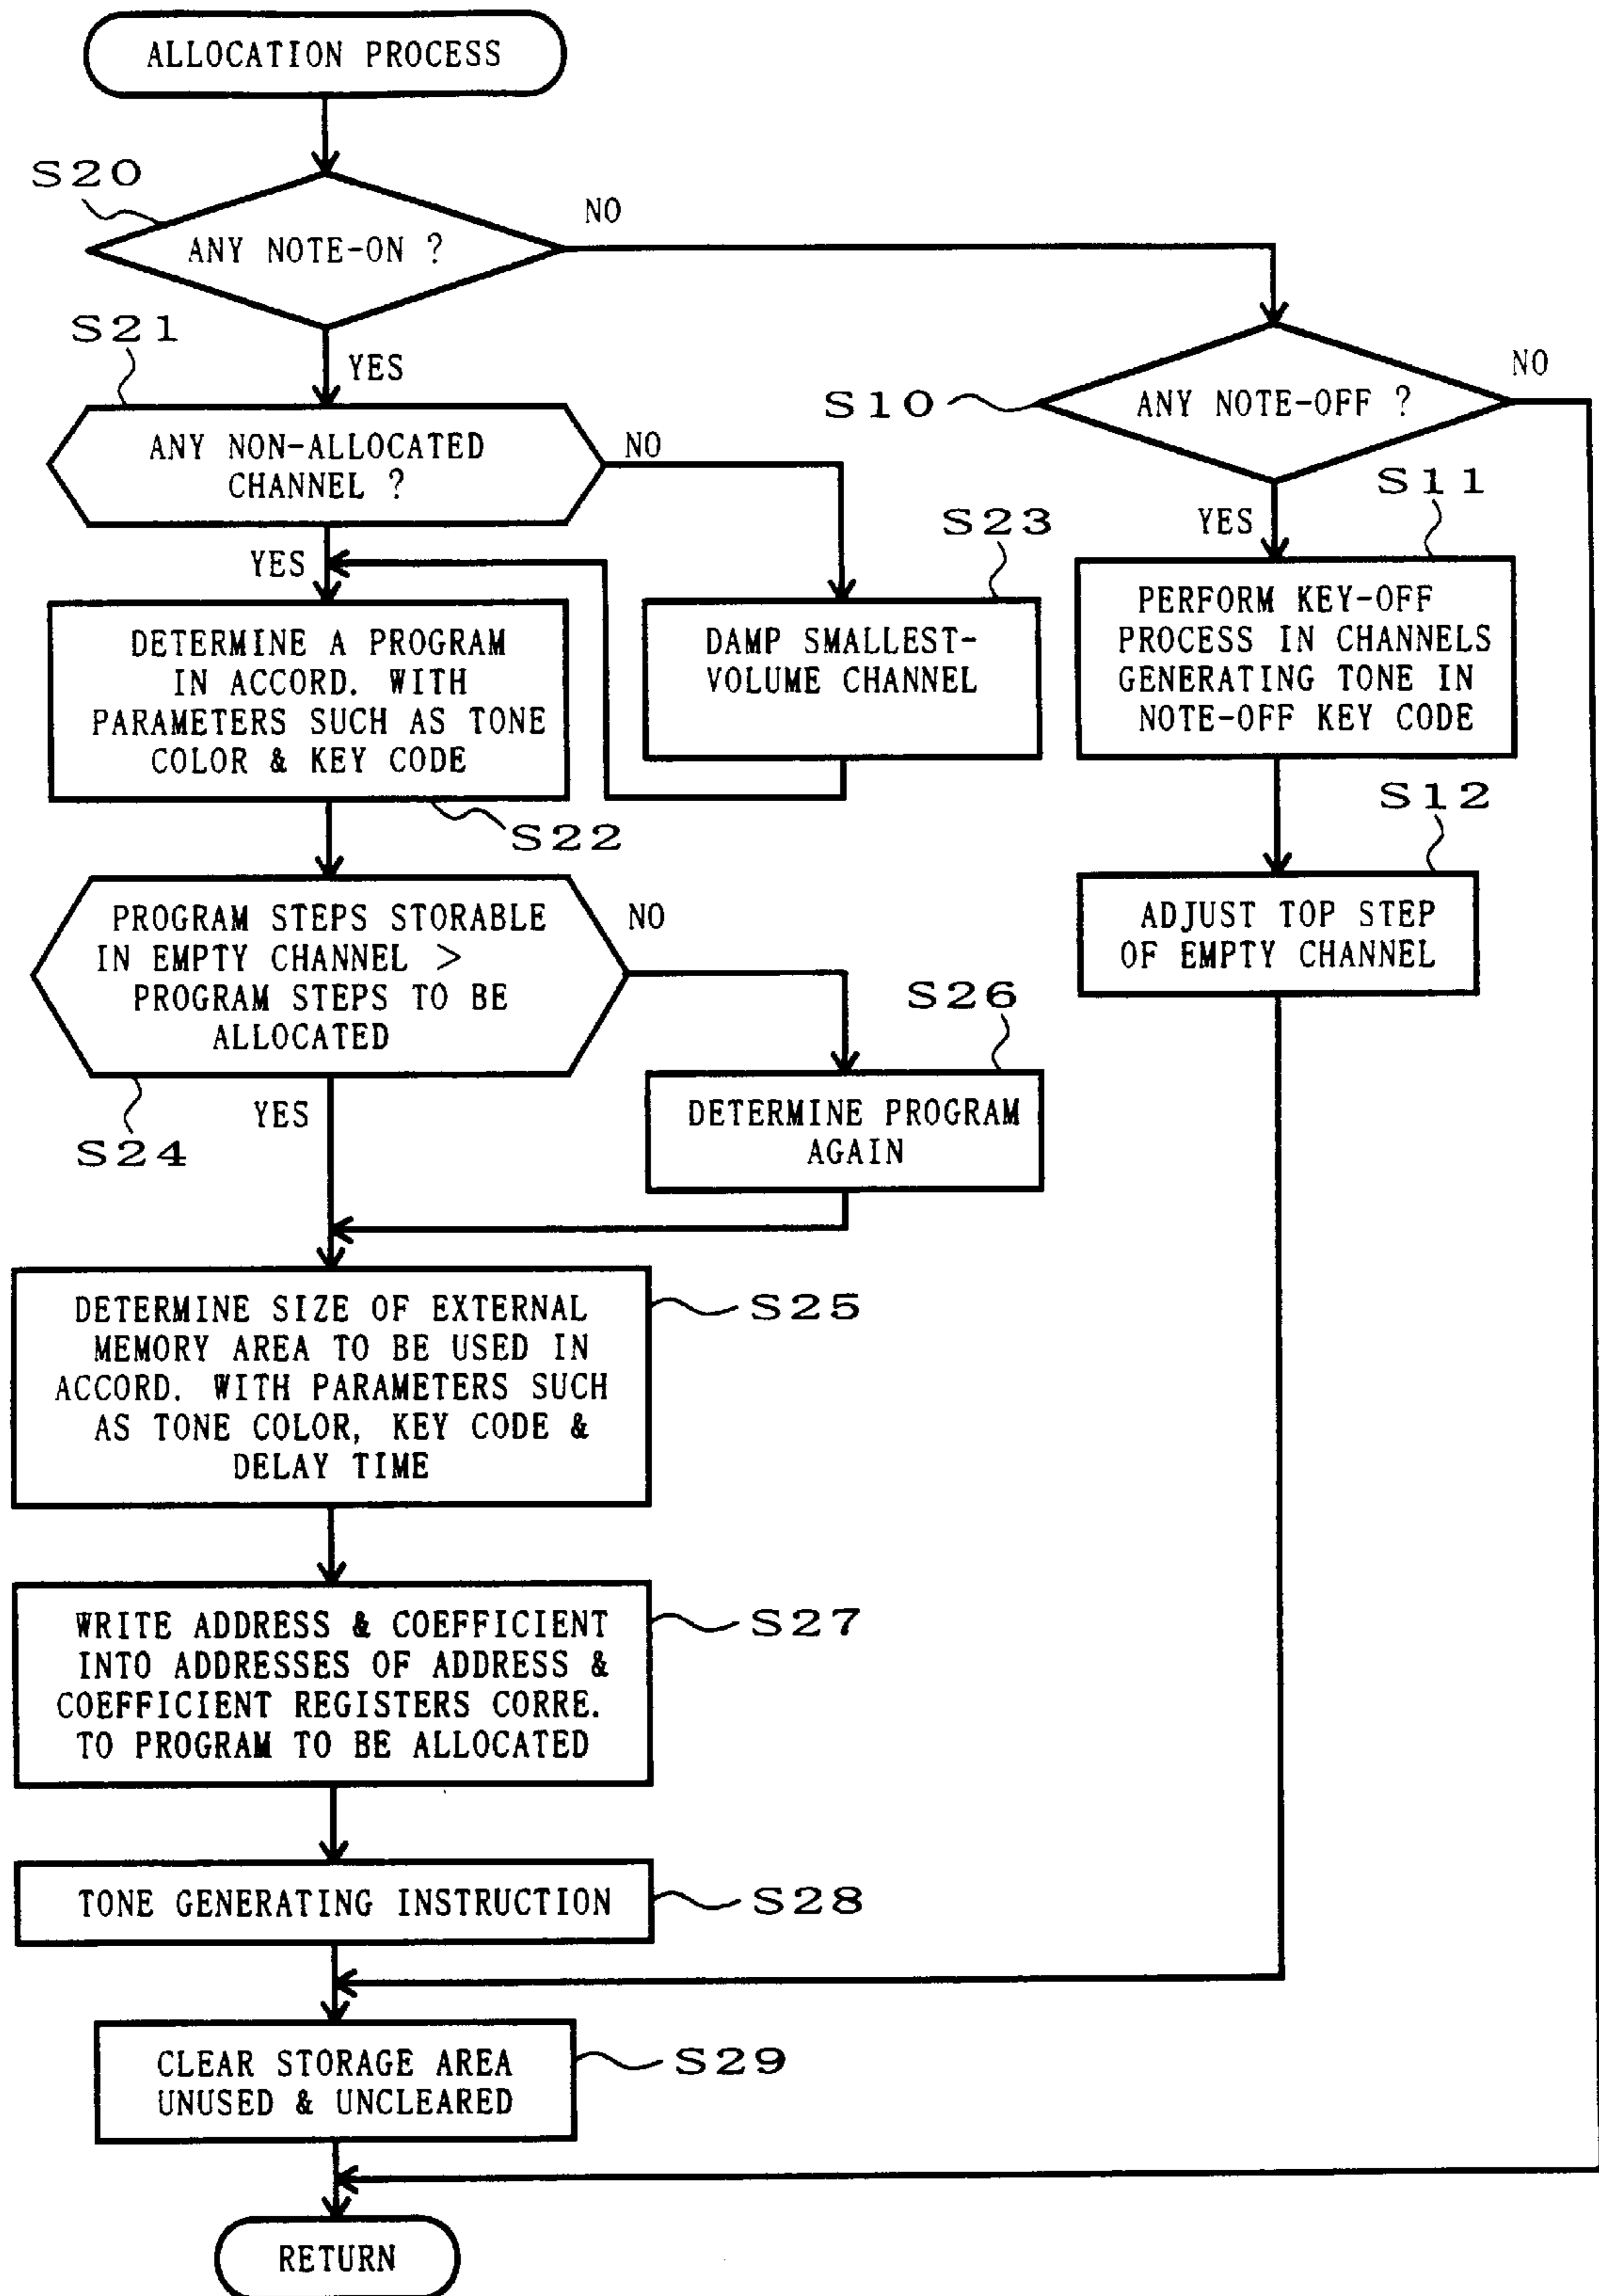 ALLOCATION PROCESS
S20
ANY NOTE-ON ?
NO
YES
S21
ANY NON-ALLOCATED
CHANNEL ?
NO
YES
S10
ANY NOTE-OFF ?
NO
YES
S11
PERFORM KEY-OFF
PROCESS IN CHANNELS
GENERATING TONE IN
NOTE-OFF KEY CODE
S23
DAMP SMALLEST-
VOLUME CHANNEL
DETERMINE A PROGRAM
IN ACCORD. WITH
PARAMETERS SUCH AS TONE
COLOR & KEY CODE
S22
S12
ADJUST TOP STEP
OF EMPTY CHANNEL
PROGRAM STEPS STORABLE
IN EMPTY CHANNEL >
PROGRAM STEPS TO BE
ALLOCATED
NO
S24
YES
S26
DETERMINE PROGRAM
AGAIN
DETERMINE SIZE OF EXTERNAL
MEMORY AREA TO BE USED IN
ACCORD. WITH PARAMETERS SUCH
AS TONE COLOR, KEY CODE &
DELAY TIME
S25
WRITE ADDRESS & COEFFICIENT
INTO ADDRESSES OF ADDRESS &
COEFFICIENT REGISTERS CORRE.
TO PROGRAM TO BE ALLOCATED
S27
TONE GENERATING INSTRUCTION
S28
CLEAR STORAGE AREA
UNUSED & UNCLEARED
S29
RETURN